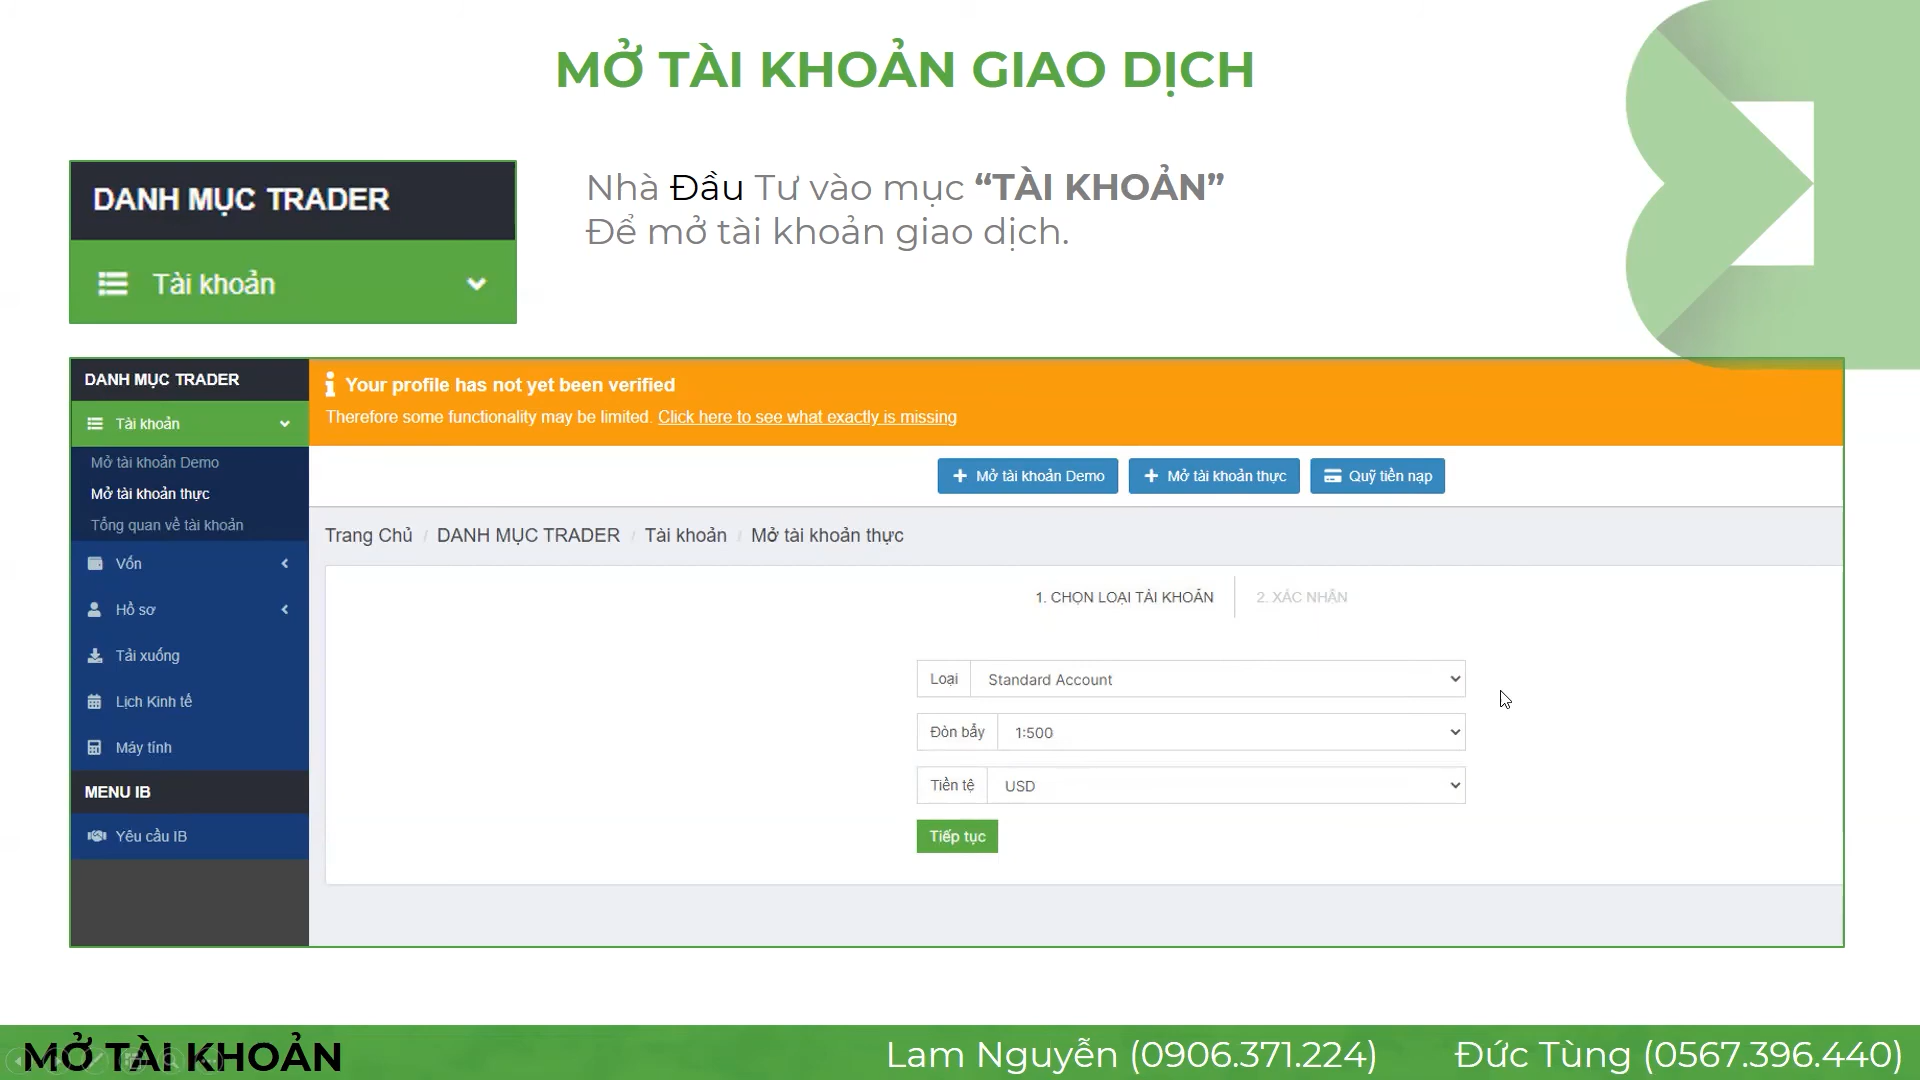 MỞ TÀI KHOẢN GIAO DỊCH
DANH MỤC TRADER
Tài khoản
Nhà Đầu Tư vào mục “TÀI KHOẢN”
Để mở tài khoản giao dịch.
DANH MỤC TRADER
Tài khoản
Mở tài khoản Demo
Mở tài khoản thực
Tổng quan về tài khoản
Vốn
Hồ sơ
Tải xuống
Lịch Kinh tế
Máy tính
MENU IB
Yêu cầu IB
Your profile has not yet been verified
Therefore some functionality may be limited. Click here to see what exactly is missing
Mở tài khoản Demo
Mở tài khoản thực
Quỹ tiền nạp
Trang Chủ / DANH MỤC TRADER / Tài khoản / Mở tài khoản thực
1. CHỌN LOẠI TÀI KHOẢN
2. XÁC NHẬN
Loại Standard Account
Đòn bẩy 1:500
Tiền tệ USD
Tiếp tục
MỞ TÀI KHOẢN
Lam Nguyễn (0906.371.224)
Đức Tùng (0567.396.440)